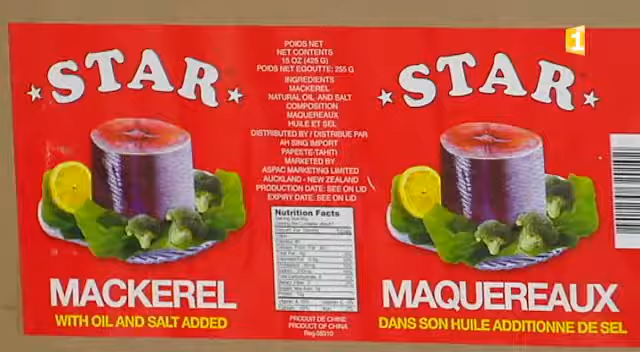 1
STAR
MACKEREL
WITH OIL AND SALT ADDED
POIDS NET
NET CONTENTS
15 OZ (425 G)
POIDS NET EGOUTTE: 255 G
INGREDIENTS
MACKEREL
NATURAL OIL AND SALT
COMPOSITION
MAQUEREAUX
HUILE ET SEL
DISTRIBUTED BY / DISTRIBUE PAR
AH SING IMPORT
PAPEETE-TAHITI
MARKETED BY
ASPAC MARKETING LIMITED
AUCKLAND - NEW ZEALAND
PRODUCTION DATE: SEE ON LID
EXPIRY DATE: SEE ON LID
Nutrition Facts
PRODUIT DE CHINE
PRODUCT OF CHINA
STAR
MAQUEREAUX
DANS SON HUILE ADDITIONNE DE SEL